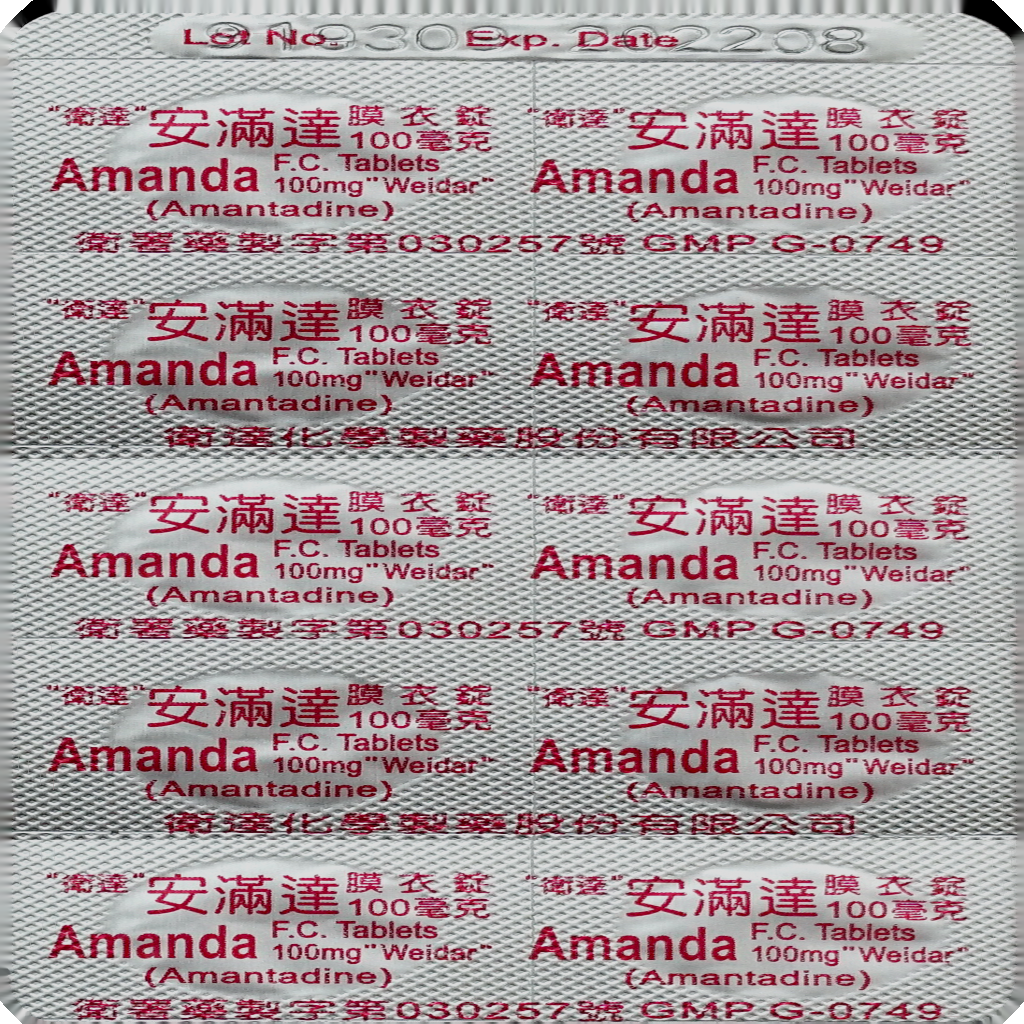 Lot No. Exp. Date
"衛達" 安滿達 膜衣錠 100毫克 "衛達" 安滿達 膜衣錠 100毫克
Amanda F.C. Tablets 100mg "Weidar" Amanda F.C. Tablets 100mg "Weidar"
(Amantadine) (Amantadine)
衛署藥製字第030257號 GMP G-0749
"衛達" 安滿達 膜衣錠 100毫克 "衛達" 安滿達 膜衣錠 100毫克
Amanda F.C. Tablets 100mg "Weidar" Amanda F.C. Tablets 100mg "Weidar"
(Amantadine) (Amantadine)
衛達化學製藥股份有限公司
"衛達" 安滿達 膜衣錠 100毫克 "衛達" 安滿達 膜衣錠 100毫克
Amanda F.C. Tablets 100mg "Weidar" Amanda F.C. Tablets 100mg "Weidar"
(Amantadine) (Amantadine)
衛署藥製字第030257號 GMP G-0749
"衛達" 安滿達 膜衣錠 100毫克 "衛達" 安滿達 膜衣錠 100毫克
Amanda F.C. Tablets 100mg "Weidar" Amanda F.C. Tablets 100mg "Weidar"
(Amantadine) (Amantadine)
衛達化學製藥股份有限公司
"衛達" 安滿達 膜衣錠 100毫克 "衛達" 安滿達 膜衣錠 100毫克
Amanda F.C. Tablets 100mg "Weidar" Amanda F.C. Tablets 100mg "Weidar"
(Amantadine) (Amantadine)
衛署藥製字第030257號 GMP G-0749